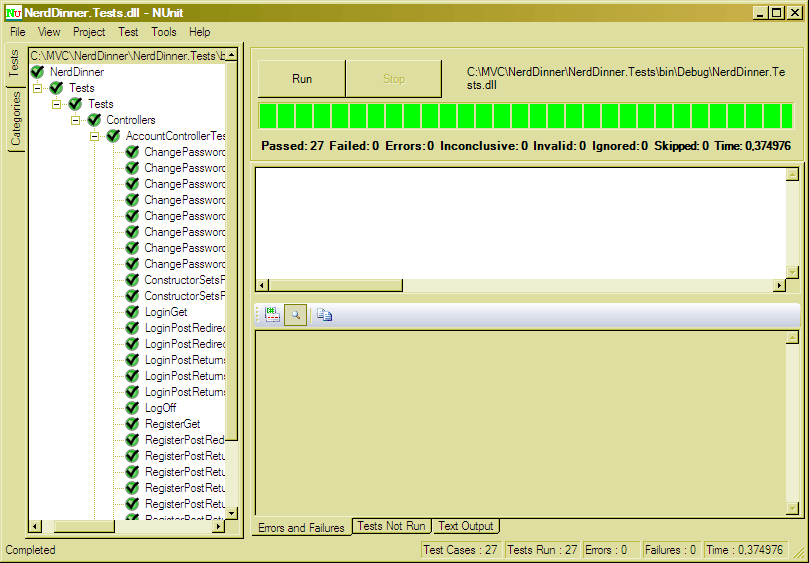 NerdDinner.Tests.dll - NUnit
File View Project Test Tools Help
Tests
Categories
C:\MVC\NerdDinner\NerdDinner.Tests\b
NerdDinner
Tests
Tests
Controllers
AccountControllerTes
ChangePassword
ChangePassword
ChangePassword
ChangePassword
ChangePassword
ChangePassword
ChangePassword
ChangePassword
ConstructorSetsF
ConstructorSetsF
LoginGet
LoginPostRedirec
LoginPostRedirec
LoginPostReturns
LoginPostReturns
LoginPostReturns
LogOff
RegisterGet
RegisterPostRed
RegisterPostRetu
RegisterPostRetu
RegisterPostRetu
RegisterPostRetu
RegisterPostRetu
Run
Stop
C:\MVC\NerdDinner\NerdDinner.Tests\bin\Debug\NerdDinner.Te
sts.dll
Passed: 27 Failed: 0 Errors: 0 Inconclusive: 0 Invalid: 0 Ignored: 0 Skipped: 0 Time: 0,374976
Errors and Failures
Tests Not Run
Text Output
Completed
Test Cases : 27
Tests Run : 27
Errors : 0
Failures : 0
Time : 0,374976